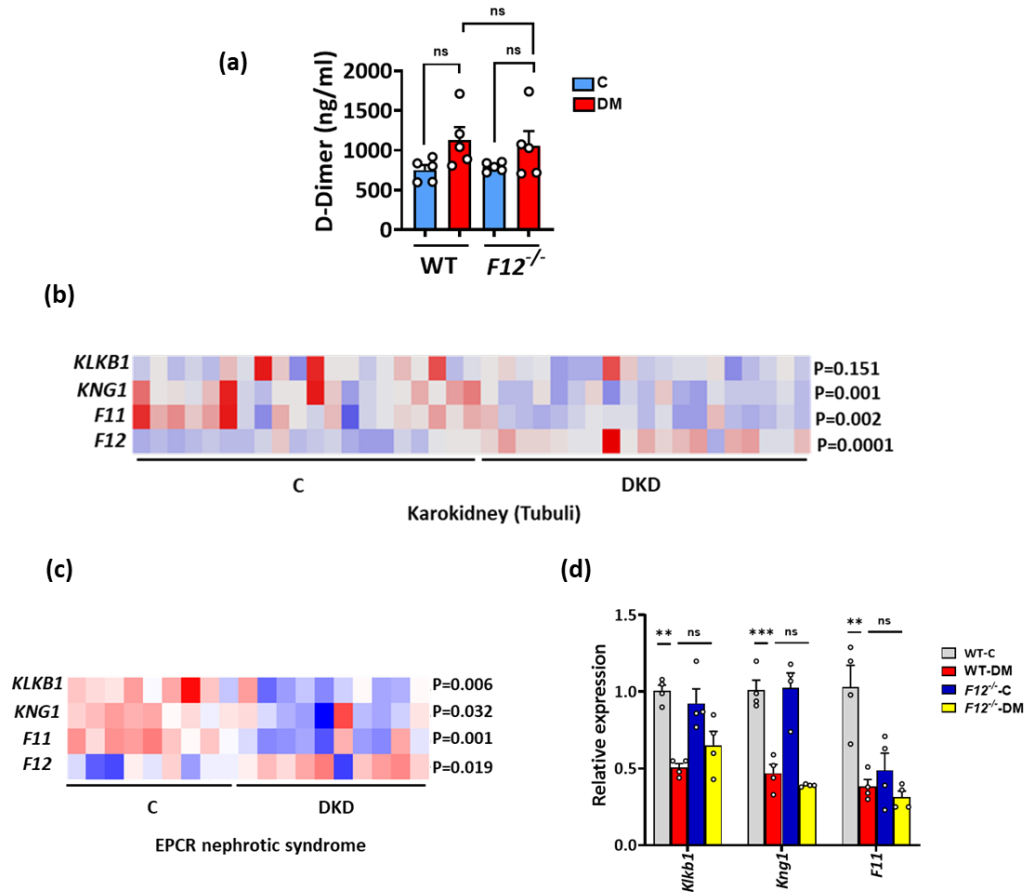 (a)
ns
ns
ns
D-Dimer (ng/ml)
2000
1500
1000
500
0
C
DM
WT
F12-/-
(b)
KLKB1
P=0.151
KNG1
P=0.001
F11
P=0.002
F12
P=0.0001
C
DKD
Karokidney (Tubuli)
(c)
KLKB1
P=0.006
KNG1
P=0.032
F11
P=0.001
F12
P=0.019
C
DKD
EPCR nephrotic syndrome
(d)
Relative expression
1.5
1.0
0.5
0.0
** ns
*** ns
** ns
WT-C
WT-DM
F12-/--C
F12-/--DM
Klkb1
Kng1
F11